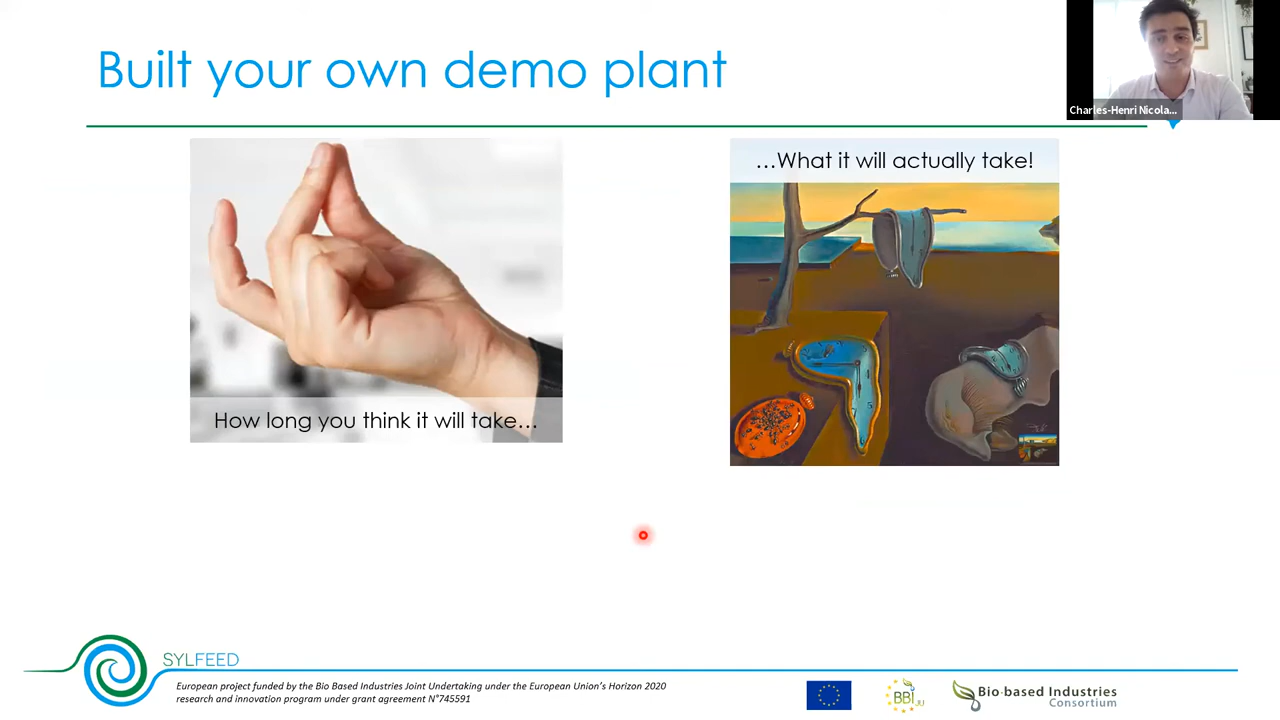 Built your own demo plant
Charles-Henri Nicola...
How long you think it will take...
...What it will actually take!
SYLFEED
European project funded by the Bio Based Industries Joint Undertaking under the European Union's Horizon 2020
research and innovation program under grant agreement N°745591
BBI JU
Bio-based Industries
Consortium